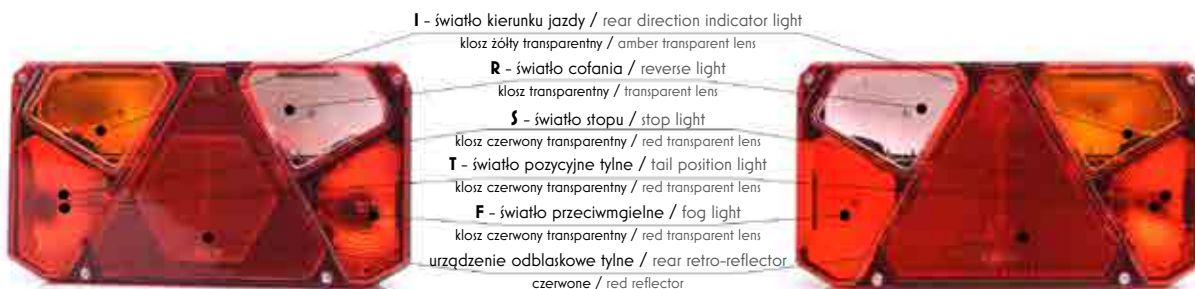 I - światło kierunku jazdy / rear direction indicator light
klosz żółty transparentny / amber transparent lens
R - światło cofania / reverse light
klosz transparentny / transparent lens
S - światło stopu / stop light
klosz czerwony transparentny / red transparent lens
T - światło pozycyjne tylne / tail position light
klosz czerwony transparentny / red transparent lens
F - światło przeciwmgielne / fog light
klosz czerwony transparentny / red transparent lens
urządzenie odblaskowe tylne / rear retro-reflector
czerwone / red reflector